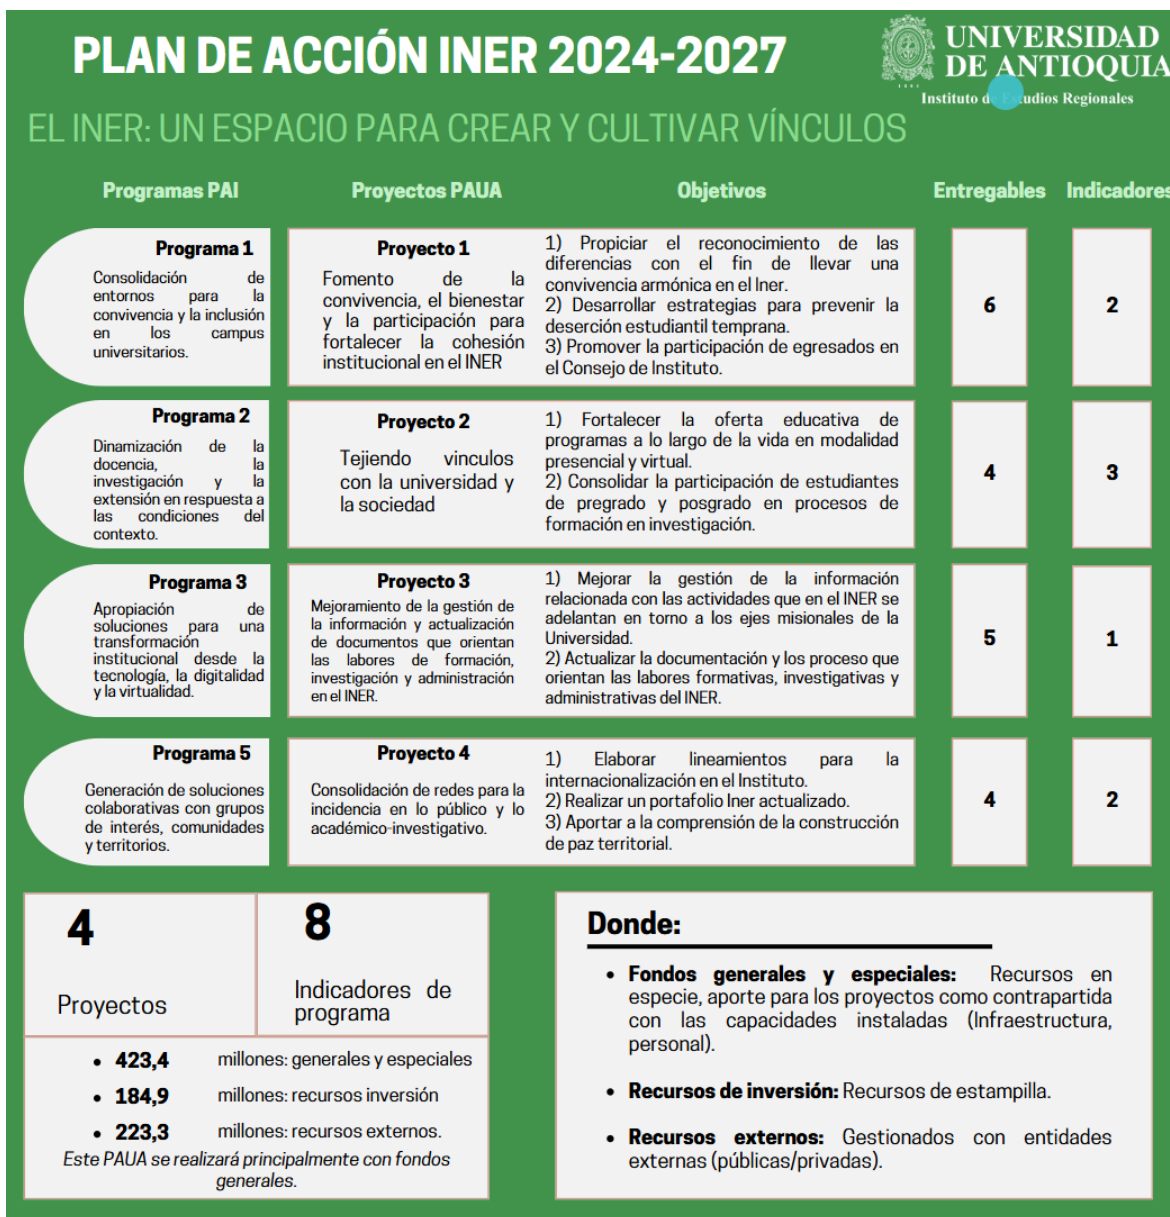 PLAN DE ACCIÓN INER 2024-2027
UNIVERSIDAD
DE ANTIOQUIA
1803
Instituto de Estudios Regionales
EL INER: UN ESPACIO PARA CREAR Y CULTIVAR VÍNCULOS
Programas PAI
Proyectos PAUA
Objetivos
Entregables
Indicadores
Programa 1
Consolidación de
entornos para la
convivencia y la inclusión
en los campus
universitarios.
Proyecto 1
Fomento de la
convivencia, el bienestar
y la participación para
fortalecer la cohesión
institucional en el INER
1) Propiciar el reconocimiento de las
diferencias con el fin de llevar una
convivencia armónica en el Iner.
2) Desarrollar estrategias para prevenir la
deserción estudiantil temprana.
3) Promover la participación de egresados en
el Consejo de Instituto.
6
2
Programa 2
Dinamización de la
docencia, la
investigación y la
extensión en respuesta a
las condiciones del
contexto.
Proyecto 2
Tejiendo vinculos
con la universidad y
la sociedad
1) Fortalecer la oferta educativa de
programas a lo largo de la vida en modalidad
presencial y virtual.
2) Consolidar la participación de estudiantes
de pregrado y posgrado en procesos de
formación en investigación.
4
3
Programa 3
Apropiación de
soluciones para una
transformación
institucional desde la
tecnología, la digitalidad
y la virtualidad.
Proyecto 3
Mejoramiento de la gestión de
la información y actualización
de documentos que orientan
las labores de formación,
investigación y administración
en el INER.
1) Mejorar la gestión de la información
relacionada con las actividades que en el INER se
adelantan en torno a los ejes misionales de la
Universidad.
2) Actualizar la documentación y los proceso que
orientan las labores formativas, investigativas y
administrativas del INER.
5
1
Programa 5
Generación de soluciones
colaborativas con grupos
de interés, comunidades
y territorios.
Proyecto 4
Consolidación de redes para la
incidencia en lo público y lo
académico-investigativo.
1) Elaborar lineamientos para la
internacionalización en el Instituto.
2) Realizar un portafolio Iner actualizado.
3) Aportar a la comprensión de la construcción
de paz territorial.
4
2
4
Proyectos
8
Indicadores de
programa
• 423,4 millones: generales y especiales
• 184,9 millones: recursos inversión
• 223,3 millones: recursos externos.
Este PAUA se realizará principalmente con fondos
generales.
Donde:
• Fondos generales y especiales: Recursos en
especie, aporte para los proyectos como contrapartida
con las capacidades instaladas (Infraestructura,
personal).
• Recursos de inversión: Recursos de estampilla.
• Recursos externos: Gestionados con entidades
externas (públicas/privadas).